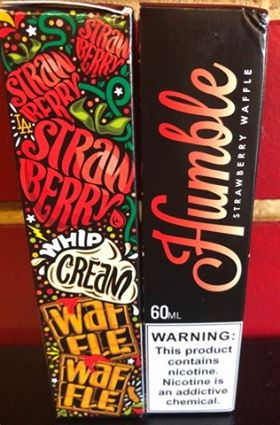 STRAW
BERRY
STRAW
BERRY
LA
STRAW
BERRY
WHIP
CREAM
WAF
FLE
WAF
FLE
Humble
STRAWBERRY WAFFLE
60ML
WARNING:
This product
contains
nicotine.
Nicotine is
an addictive
chemical.